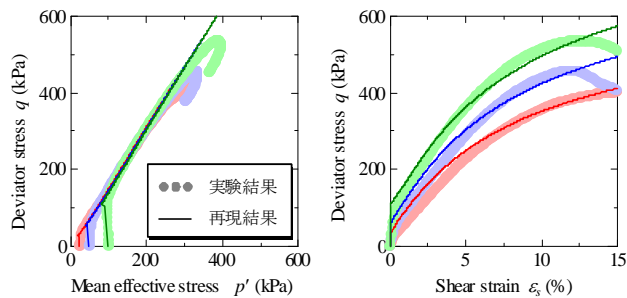 Deviator stress q (kPa)
600
400
200
0
0
200
400
600
Mean effective stress p′ (kPa)
実験結果
再現結果
Deviator stress q (kPa)
600
400
200
0
0
5
10
15
Shear strain εs (%)